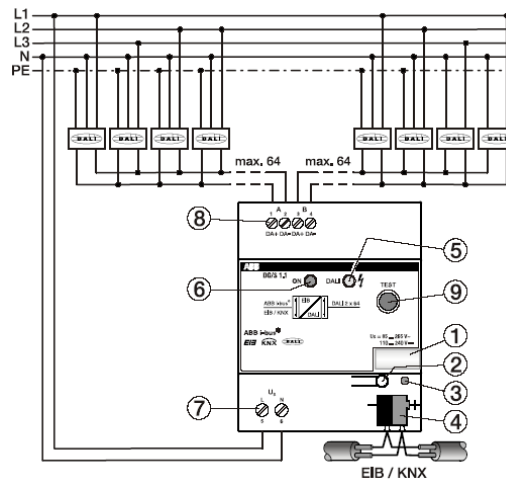 L1
L2
L3
N
PE
DALI DALI DALI DALI DALI DALI DALI DALI
max. 64 max. 64
A B
1 2 3 4
DA+ DA- DA+ DA-
8
5
ABB
DG/S 1.1
ON DALI
TEST
6
9
ABB i-bus®
EIB / KNX
EIB
DALI
DALI 2 x 64
ABB i-bus®
EIB KNX DALI
1
2
3
Us
L N
5 6
7
- +
4
EIB / KNX